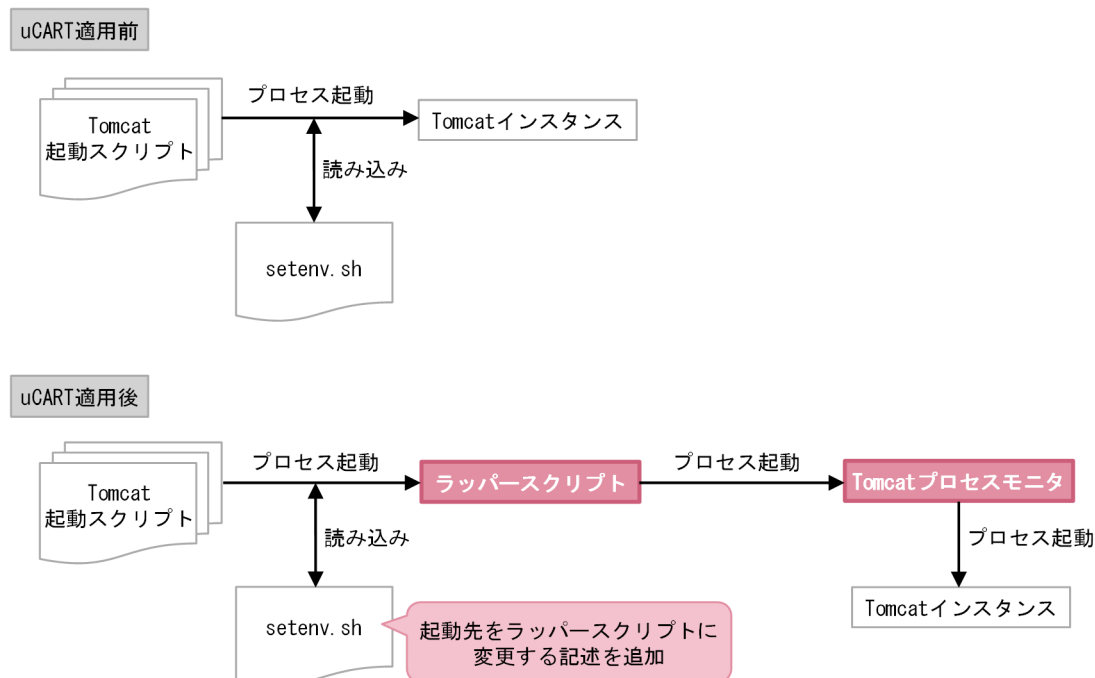 uCART適用前
プロセス起動
Tomcat
起動スクリプト
Tomcatインスタンス
読み込み
setenv.sh
uCART適用後
プロセス起動
プロセス起動
Tomcat
起動スクリプト
ラッパースクリプト
Tomcatプロセスモニタ
読み込み
プロセス起動
setenv.sh
起動先をラッパースクリプトに
変更する記述を追加
Tomcatインスタンス